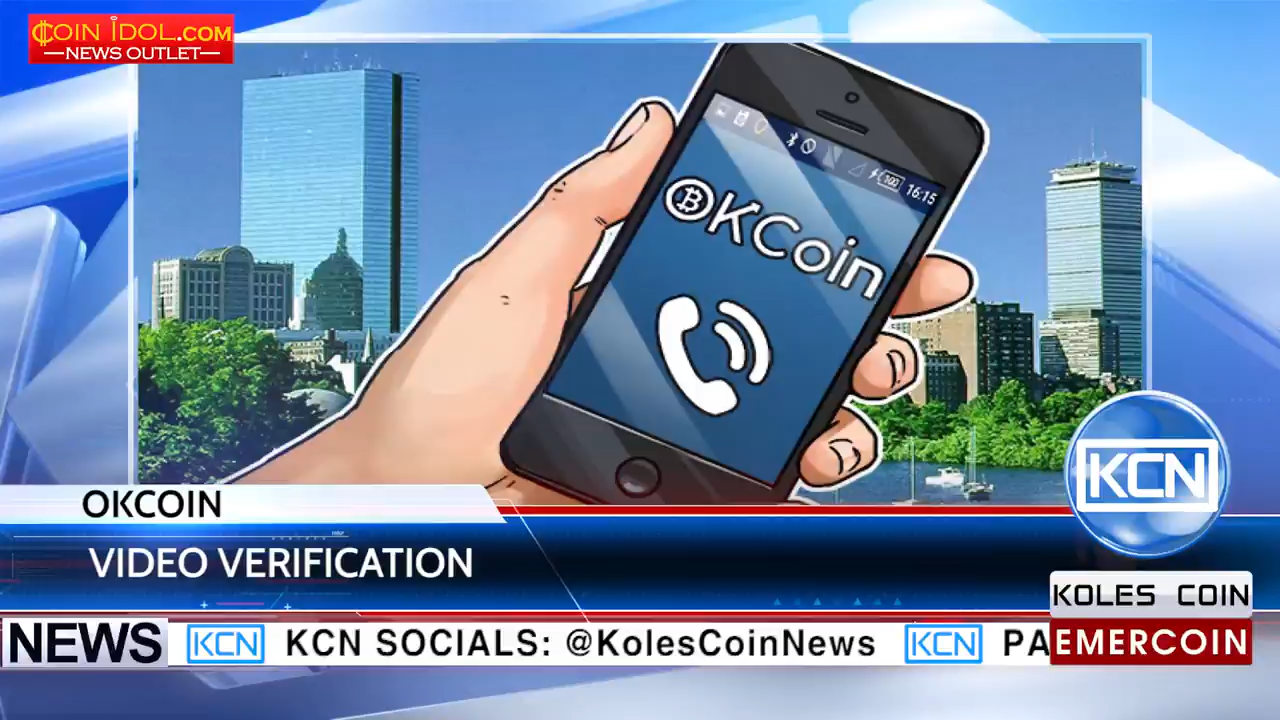 COIN IDOL.COM
NEWS OUTLET
100 16:15
OKCoin
KCN
OKCOIN
VIDEO VERIFICATION
KOLES COIN
NEWS KCN KCN SOCIALS: @KolesCoinNews KCN PA
EMERCOIN